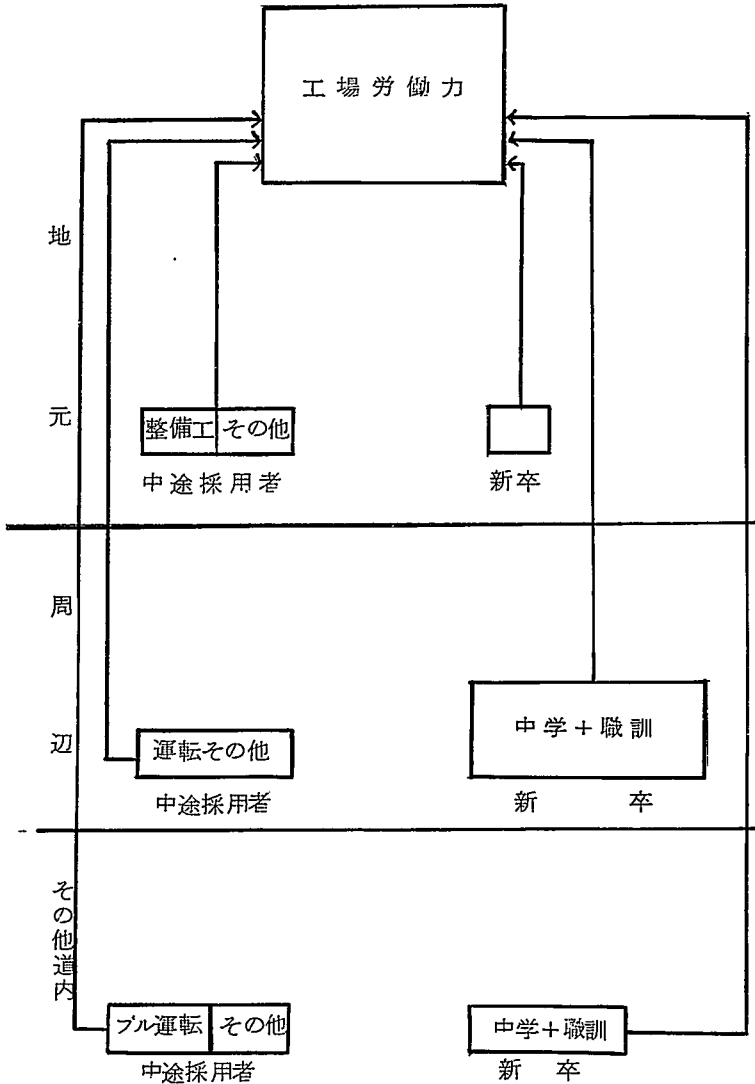 工場労働力
地元
整備工 その他
中途採用者
新卒
周辺
運転その他
中途採用者
中学+職訓
新卒
その他道内
ブル運転 その他
中途採用者
中学+職訓
新卒